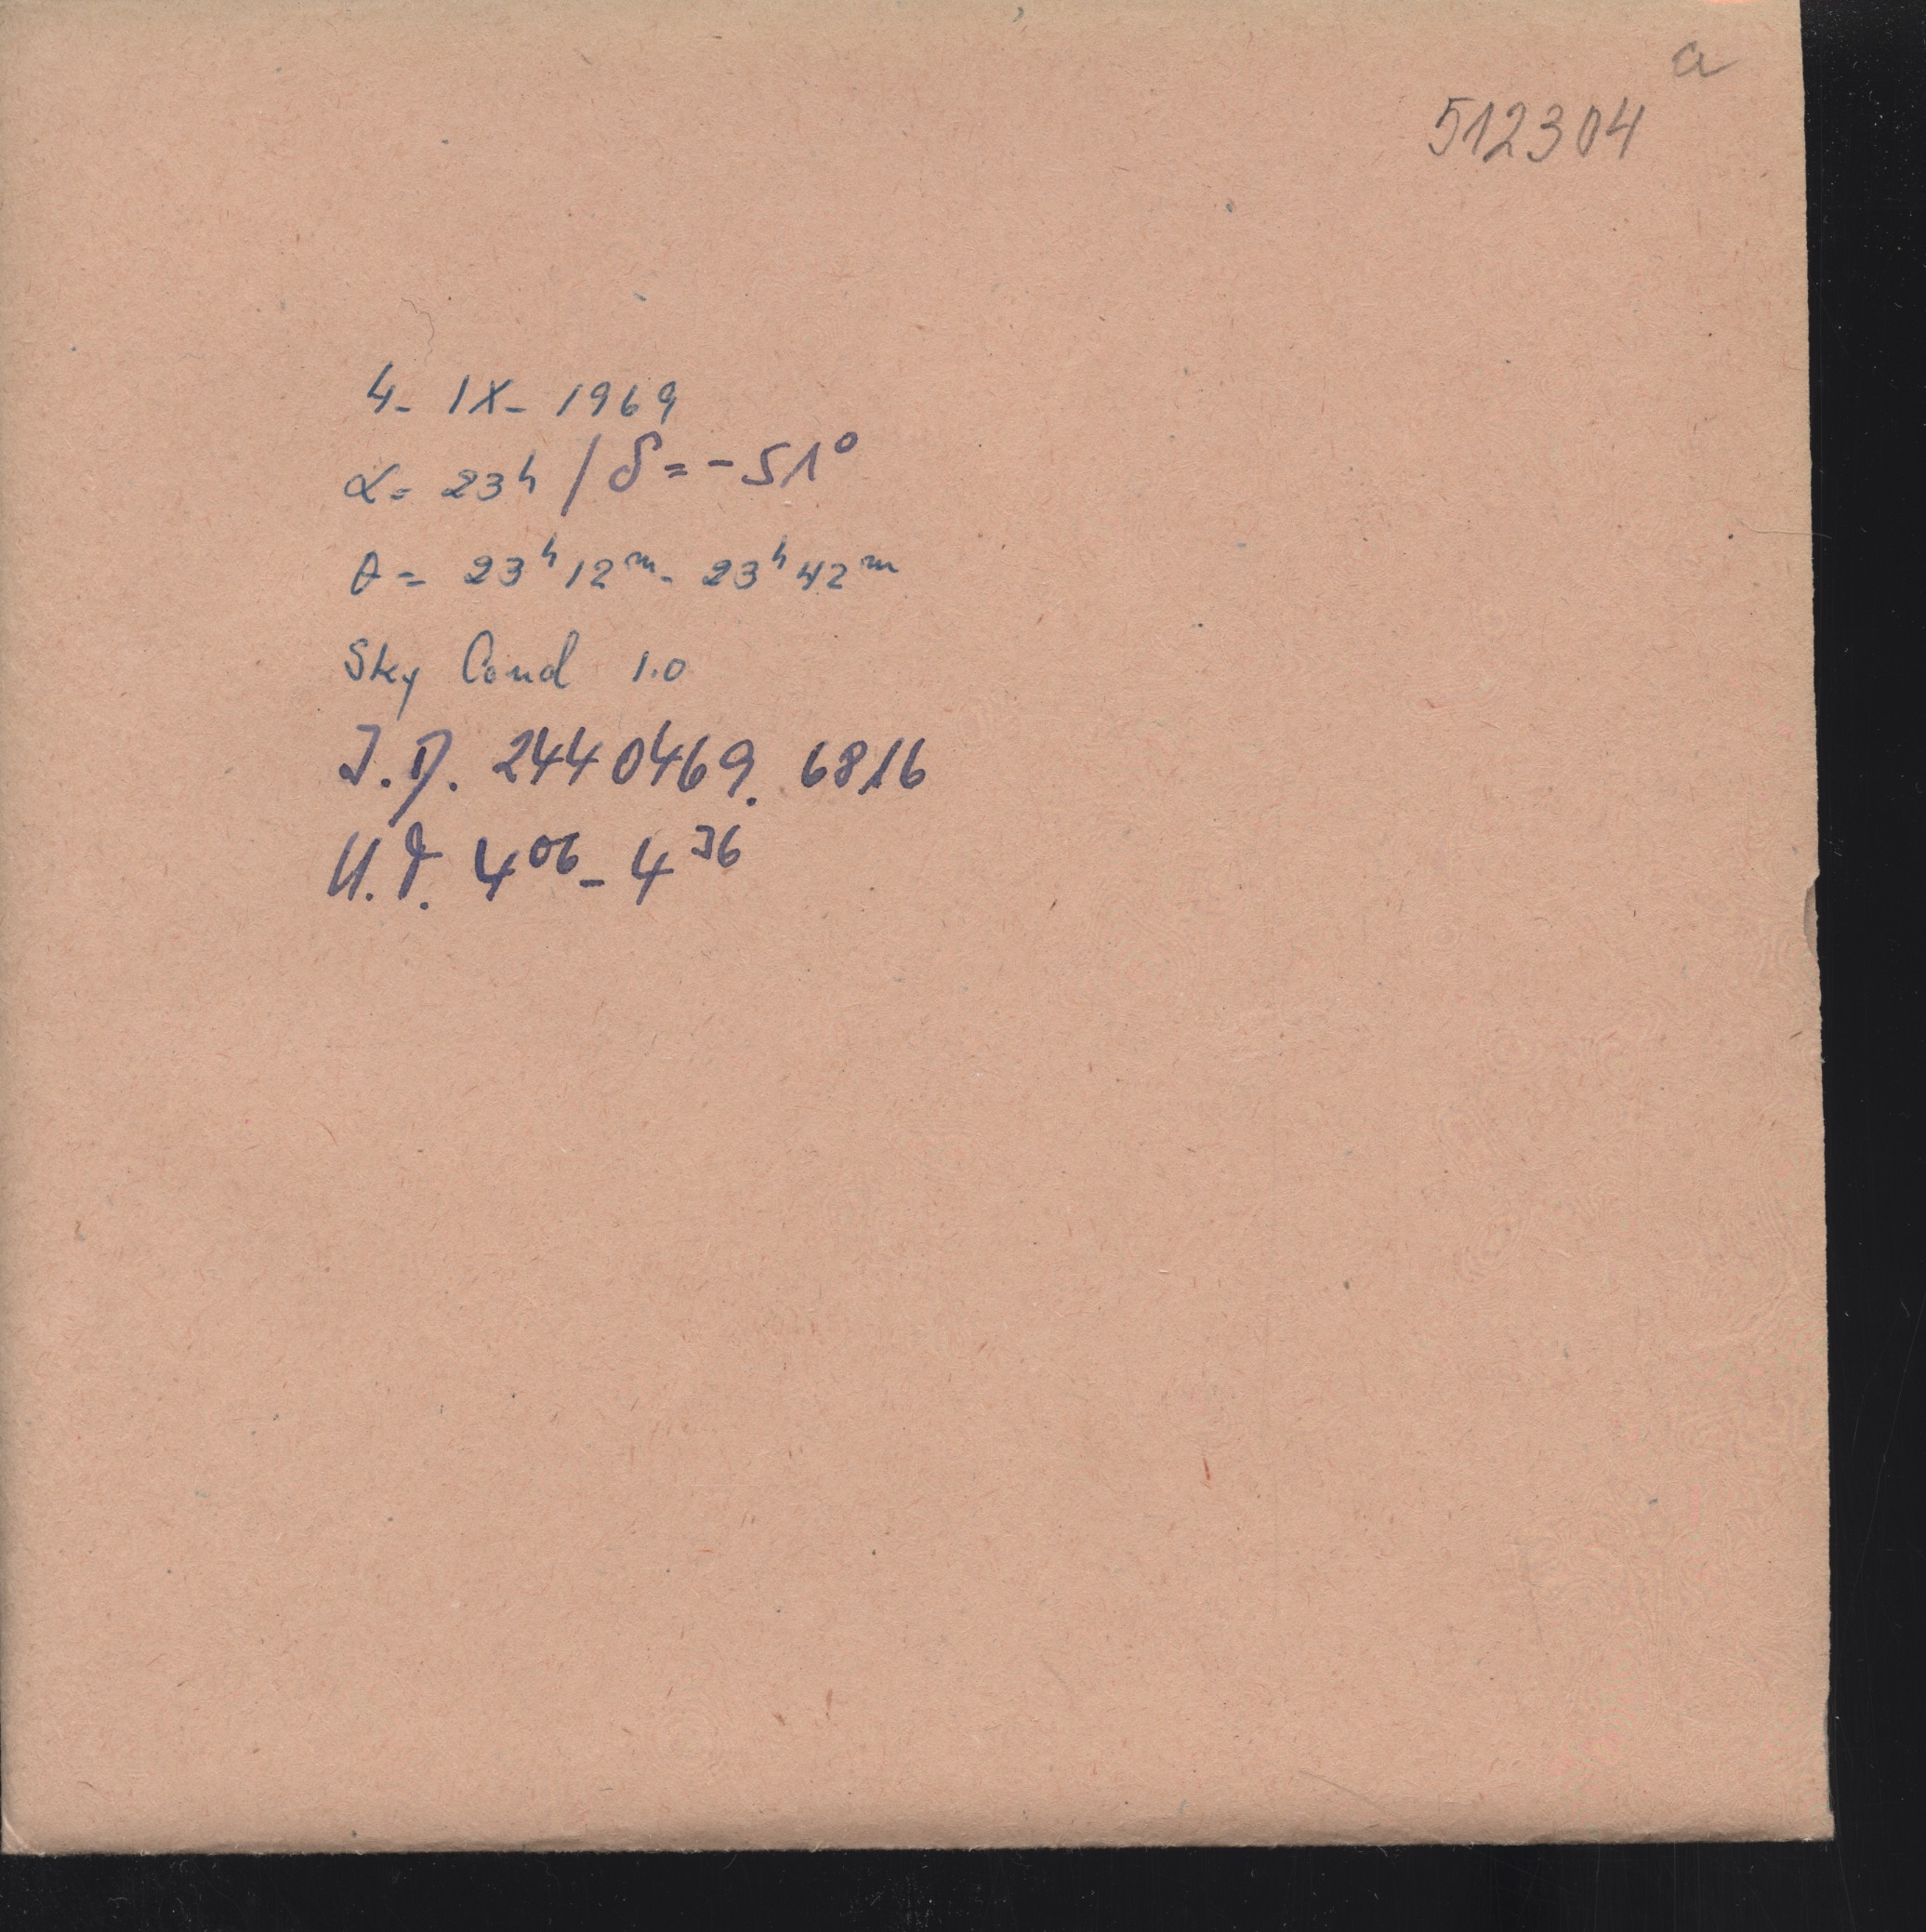 a
512304
4- IX- 1969
α= 23ʰ / δ= -51°
θ= 23ʰ12ᵐ- 23ʰ42ᵐ
Sky Cond 1.0
J.D. 2440469. 6816
U.T. 4⁰⁶- 4³⁶